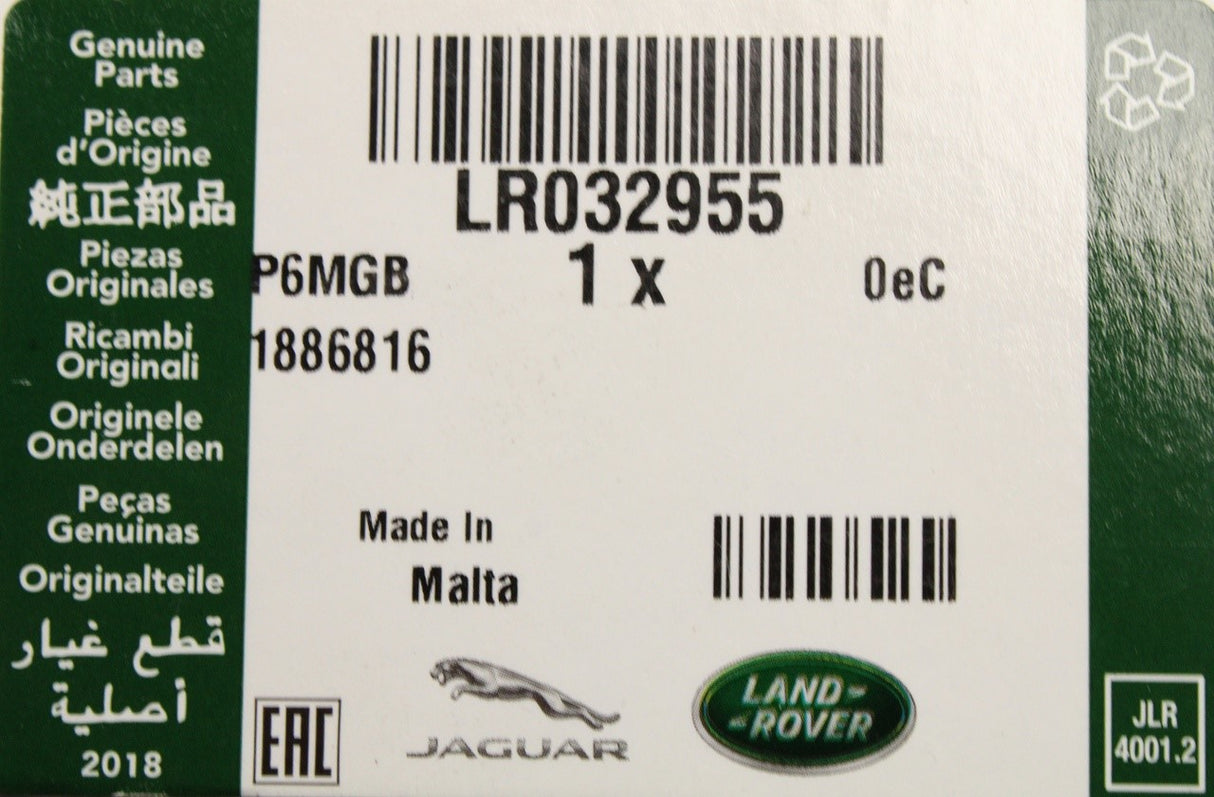 Genuine
Parts
Pièces
d'Origine
純正部品
Piezas
Originales
Ricambi
Originali
Originele
Onderdelen
Peças
Genuinas
Originalteile
قطع غيار
أصلية
2018
LR032955
P6MGB
1 x
0eC
1886816
Made In
Malta
EAC
JAGUAR
LAND-
-ROVER
JLR
4001.2